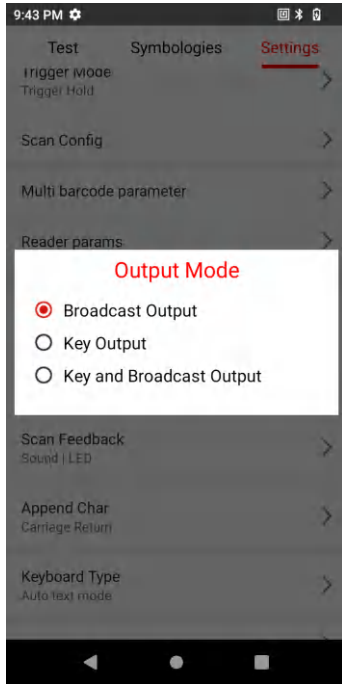 9:43 PM
Test Symbologies Settings
Trigger Mode
Trigger Hold
Scan Config
Multi barcode parameter
Reader params
Output Mode
Broadcast Output
Key Output
Key and Broadcast Output
Scan Feedback
Sound | LED
Append Char
Carriage Return
Keyboard Type
Auto text mode